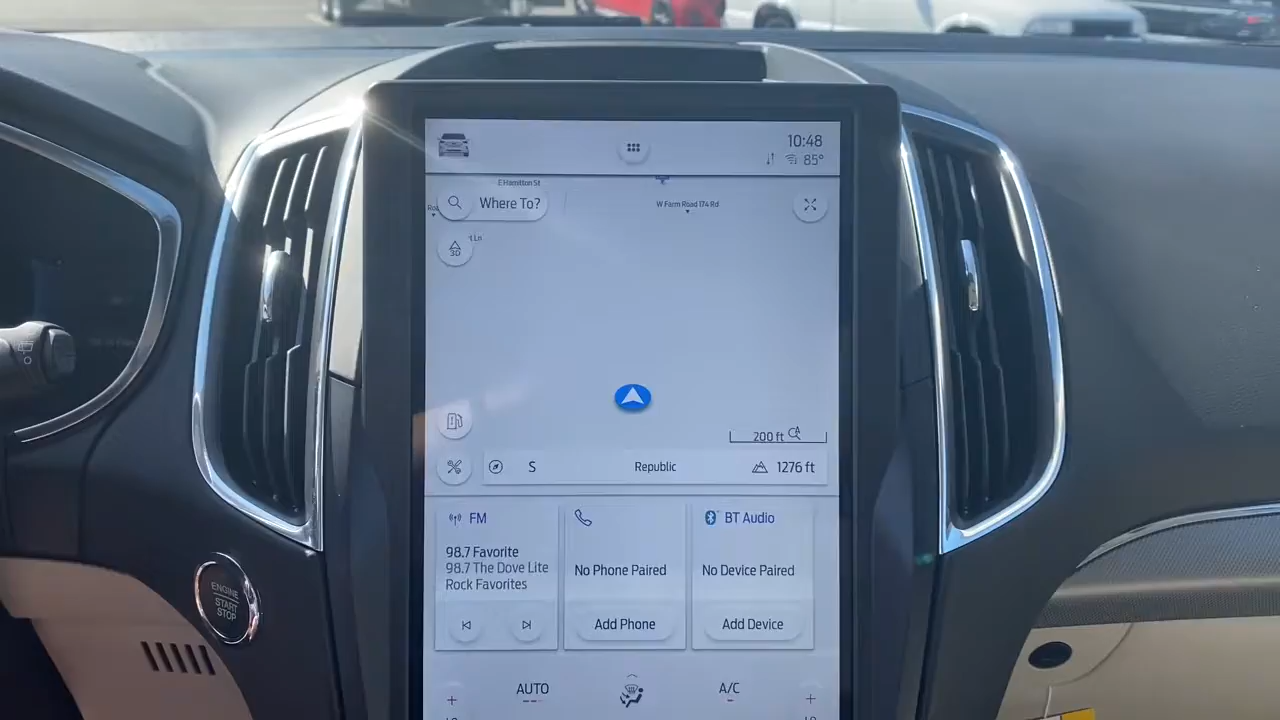 10:48
85°
E Hamilton St
Where To?
W Farm Road 174 Rd
3D
200 ft
S
Republic
1276 ft
FM
98.7 Favorite
98.7 The Dove Lite
Rock Favorites
No Phone Paired
Add Phone
BT Audio
No Device Paired
Add Device
ENGINE
START
STOP
AUTO
A/C